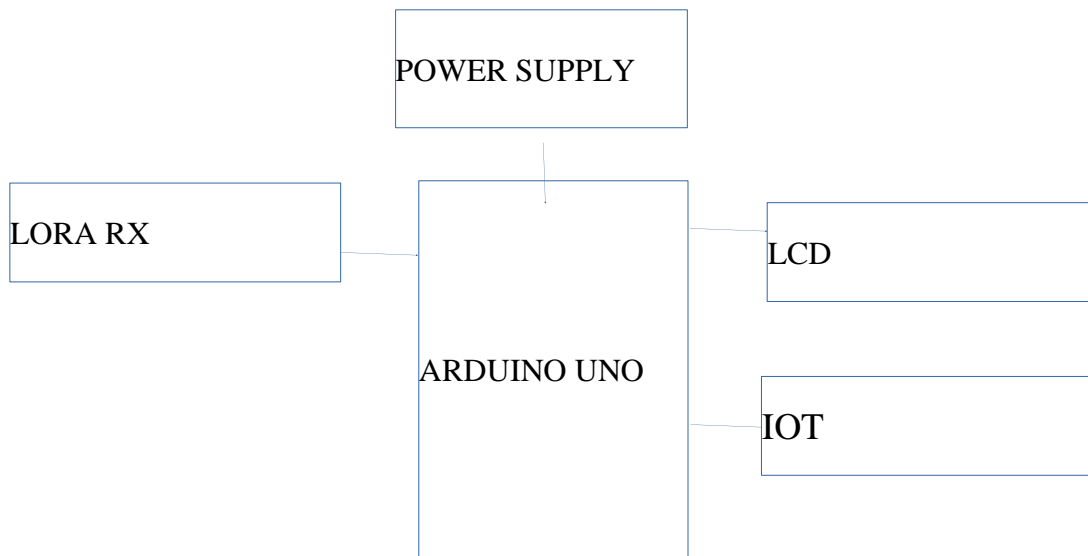 POWER SUPPLY
LORA RX
LCD
ARDUINO UNO
IOT